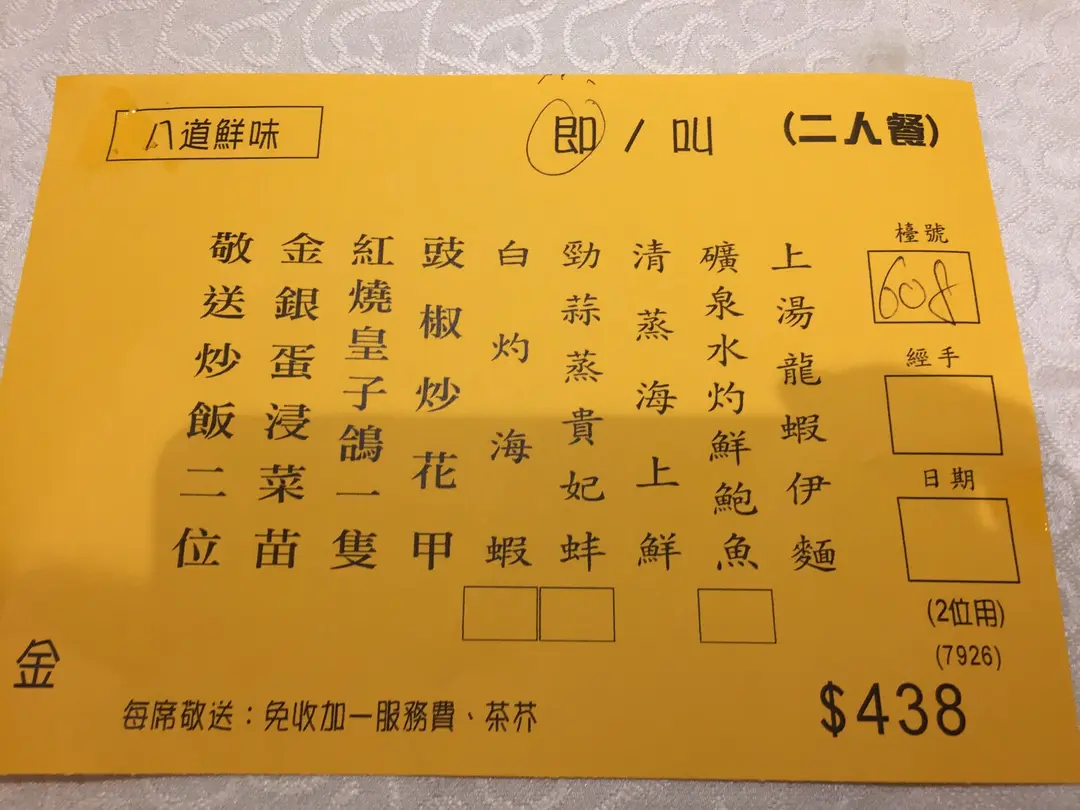 八道鮮味
即 / 叫
(二人餐)
檯號
608
經手
日期
上湯龍蝦伊麵
礦泉水灼鮮鮑魚
清蒸海上鮮
勁蒜蒸貴妃蚌
白灼海蝦
豉椒炒花甲
紅燒皇子鴿一隻
金銀蛋浸菜苗
敬送炒飯二位
(2位用)
(7926)
$438
金
每席敬送：免收加一服務費、茶芥